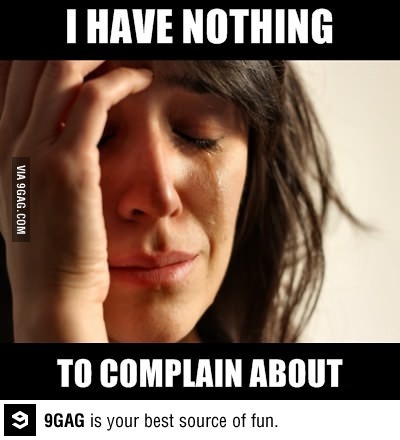 I HAVE NOTHING
VIA 9GAG.COM
TO COMPLAIN ABOUT
9GAG is your best source of fun.